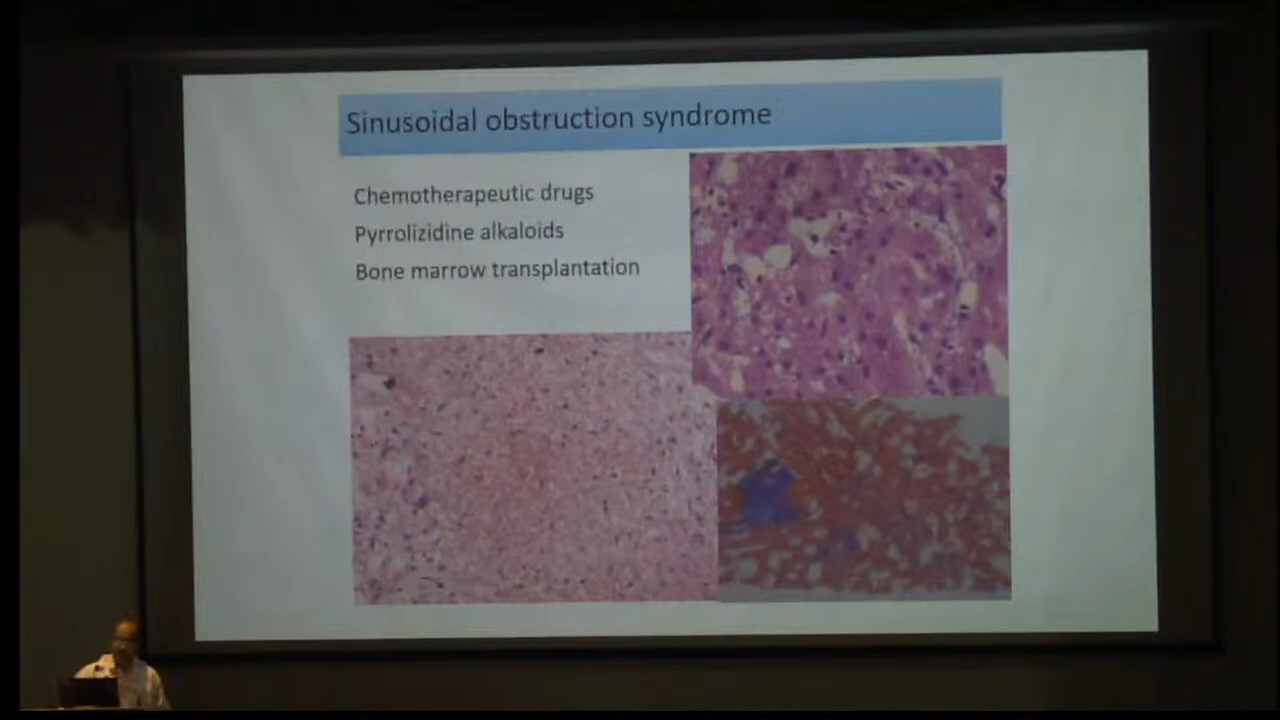 Sinusoidal obstruction syndrome
Chemotherapeutic drugs
Pyrrolizidine alkaloids
Bone marrow transplantation